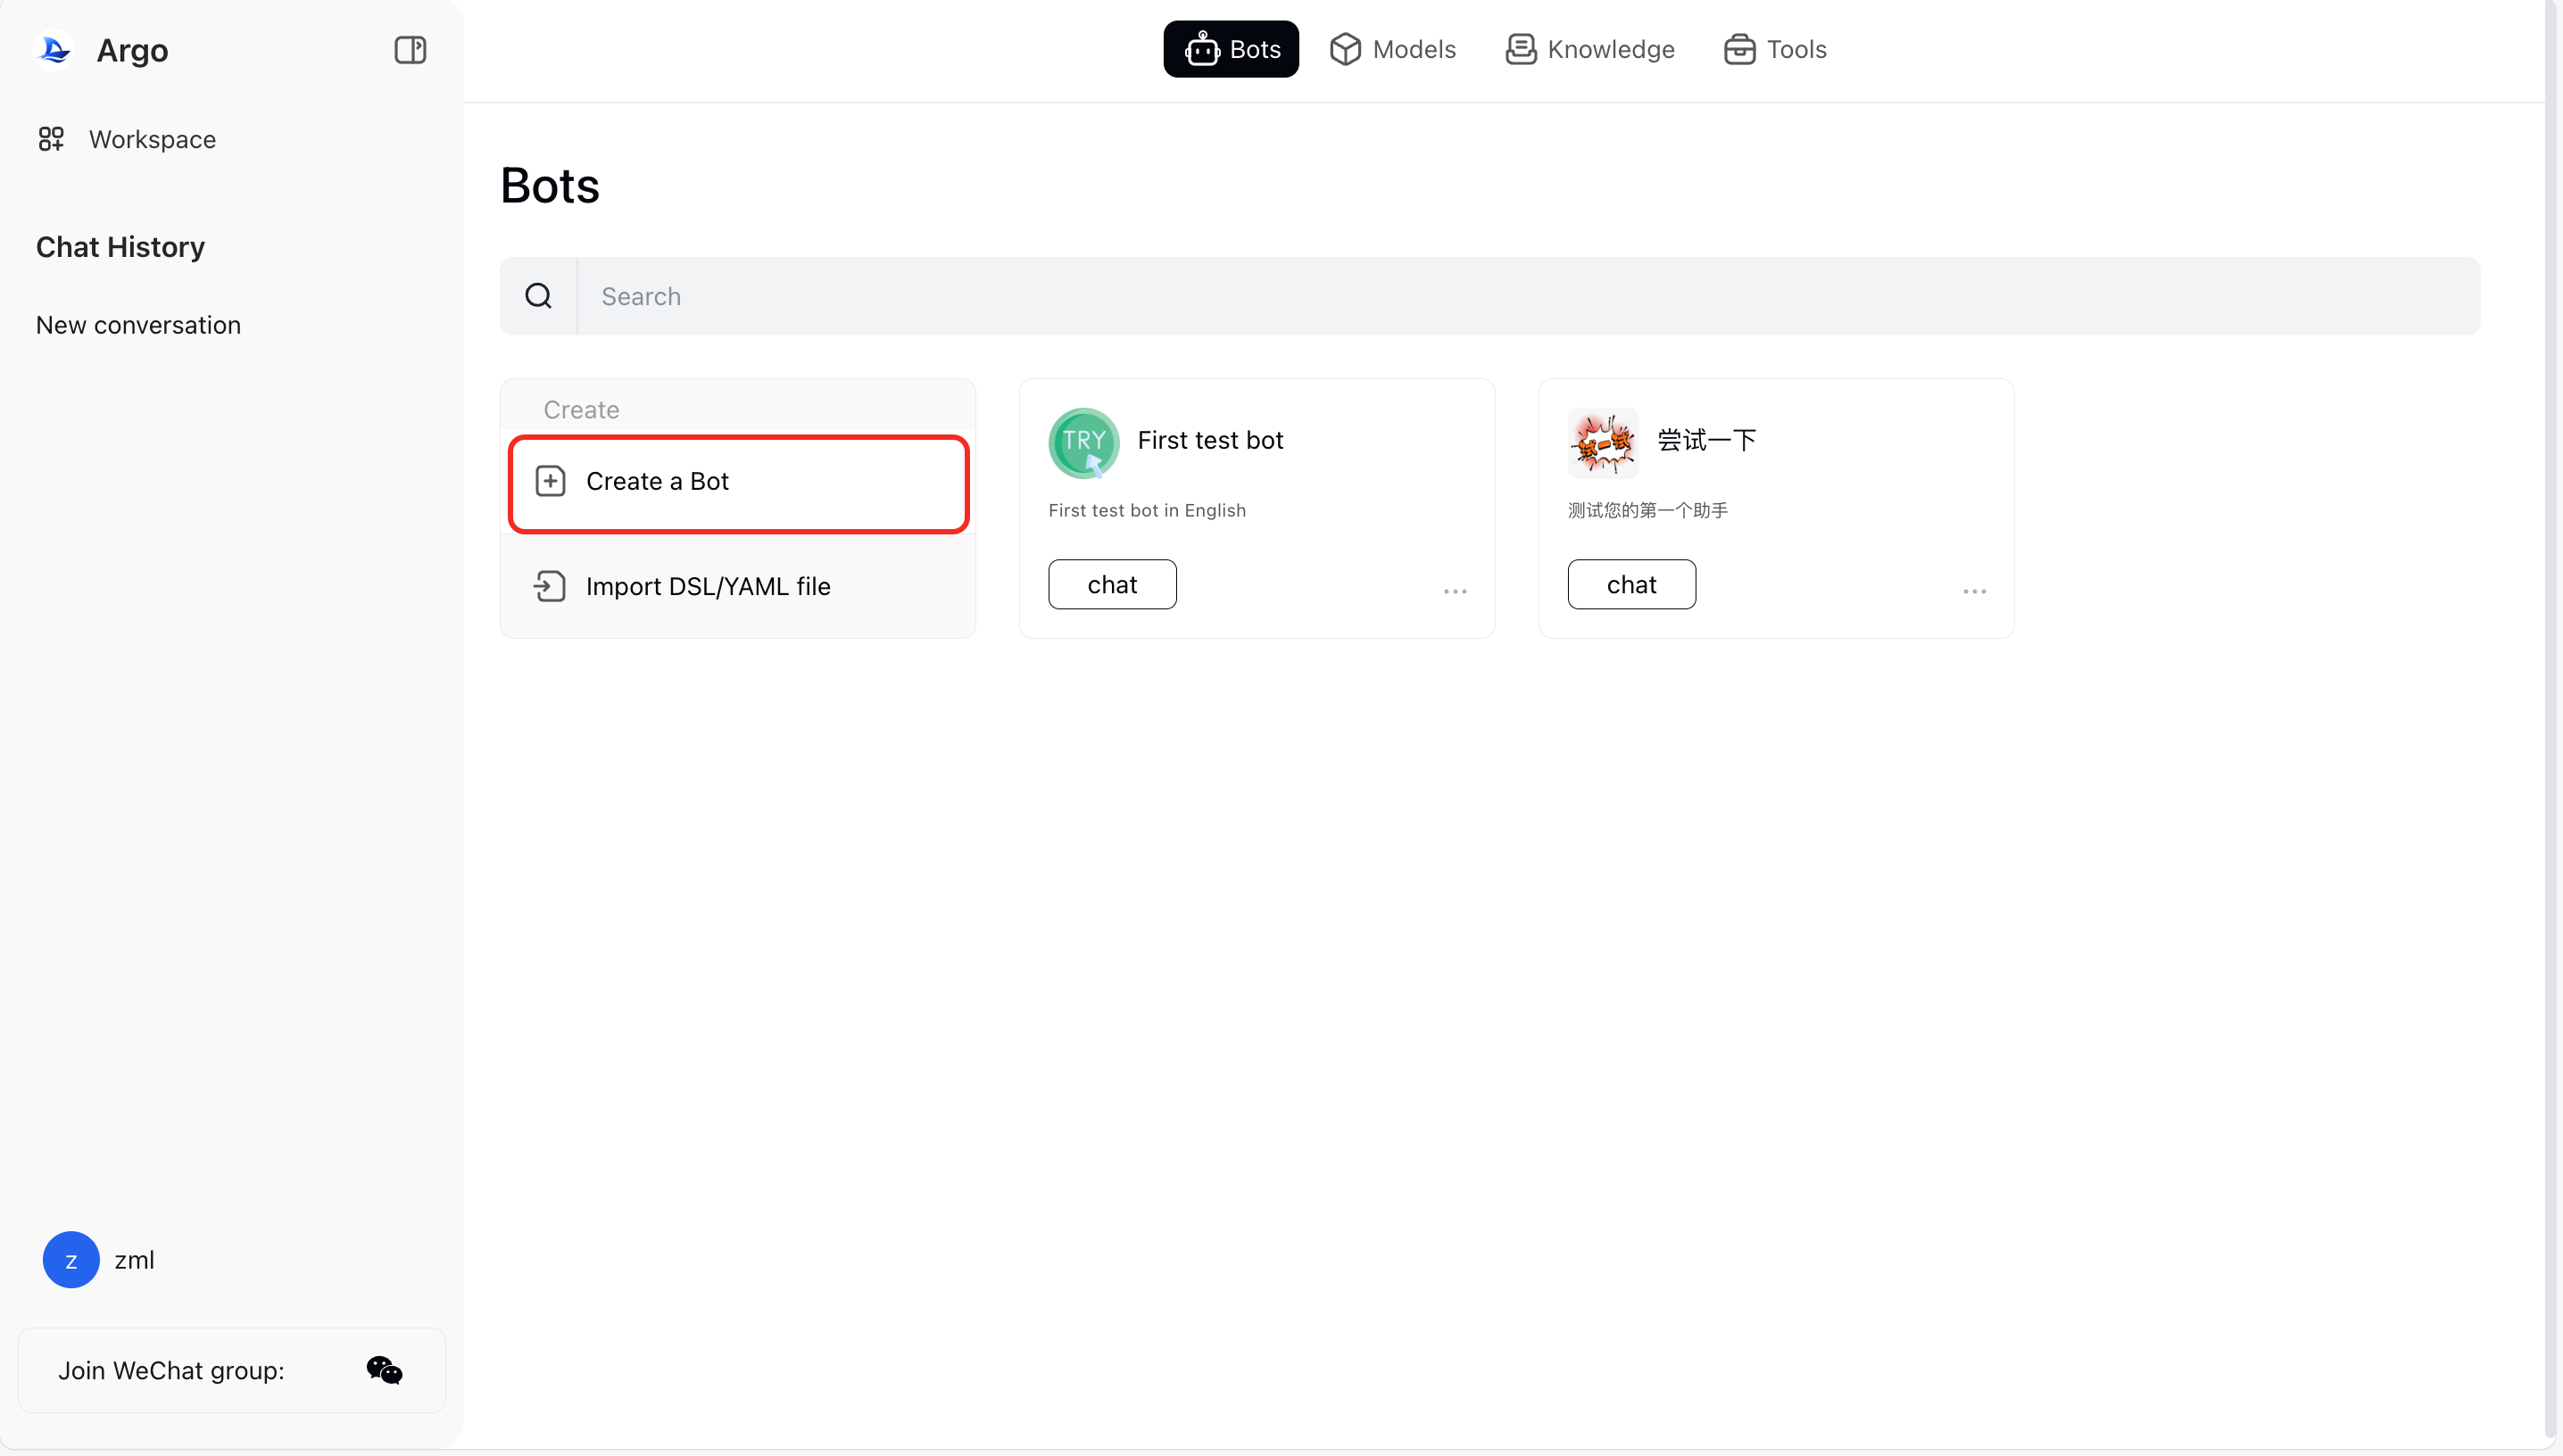 Argo
Workspace
Chat History
New conversation
z zml
Join WeChat group:
Bots Models Knowledge Tools
Bots
Search
Create
Create a Bot
Import DSL/YAML file
TRY
First test bot
First test bot in English
chat
试一试
尝试一下
测试您的第一个助手
chat